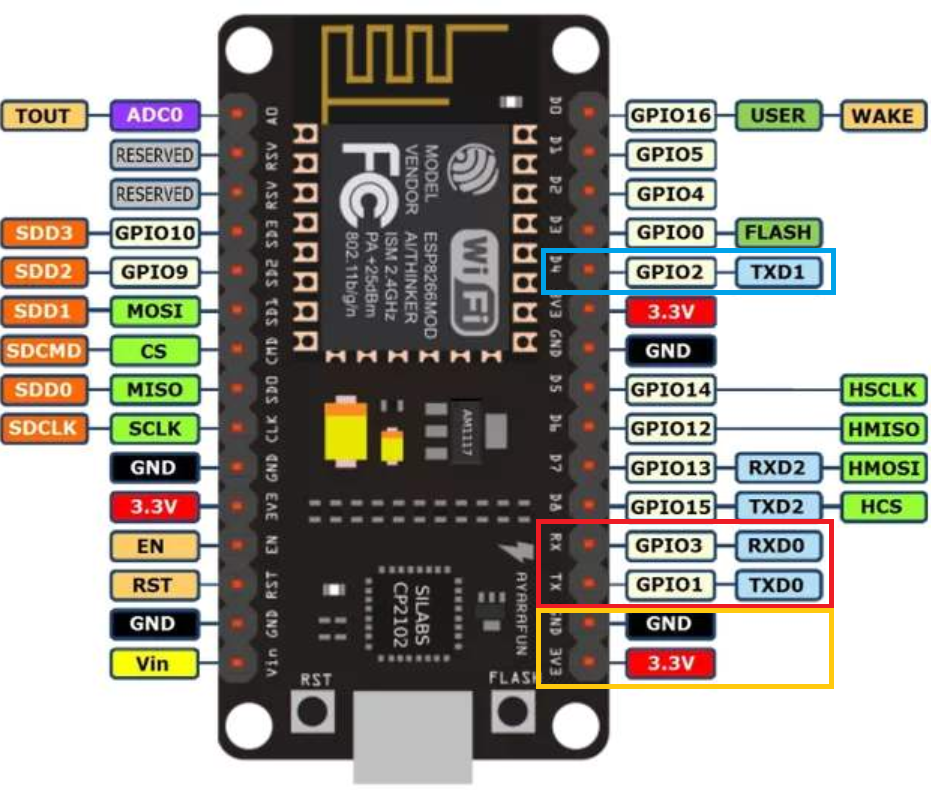 TOUT ADC0 A0 D0 GPIO16 USER WAKE
RESERVED RSV D1 GPIO5
RESERVED RSV D2 GPIO4
SDD3 GPIO10 SD3 D3 GPIO0 FLASH
SDD2 GPIO9 SD2 D4 GPIO2 TXD1
SDD1 MOSI SD1 3V3 3.3V
SDCMD CS CMD GND GND
SDD0 MISO SD0 D5 GPIO14 HSCLK
SDCLK SCLK CLK D6 GPIO12 HMISO
GND GND D7 GPIO13 RXD2 HMOSI
3.3V 3V3 D8 GPIO15 TXD2 HCS
EN EN RX GPIO3 RXD0
RST RST TX GPIO1 TXD0
GND GND GND GND
Vin Vin 3V3 3.3V
MODEL ESP8266MOD
VENDOR AI/THINKER
ISM 2.4GHz
PA +25dBm
802.11b/g/n
FC
WiFi
AM1117
SILABS
CP2102
AYARAFUN
RST
FLASH